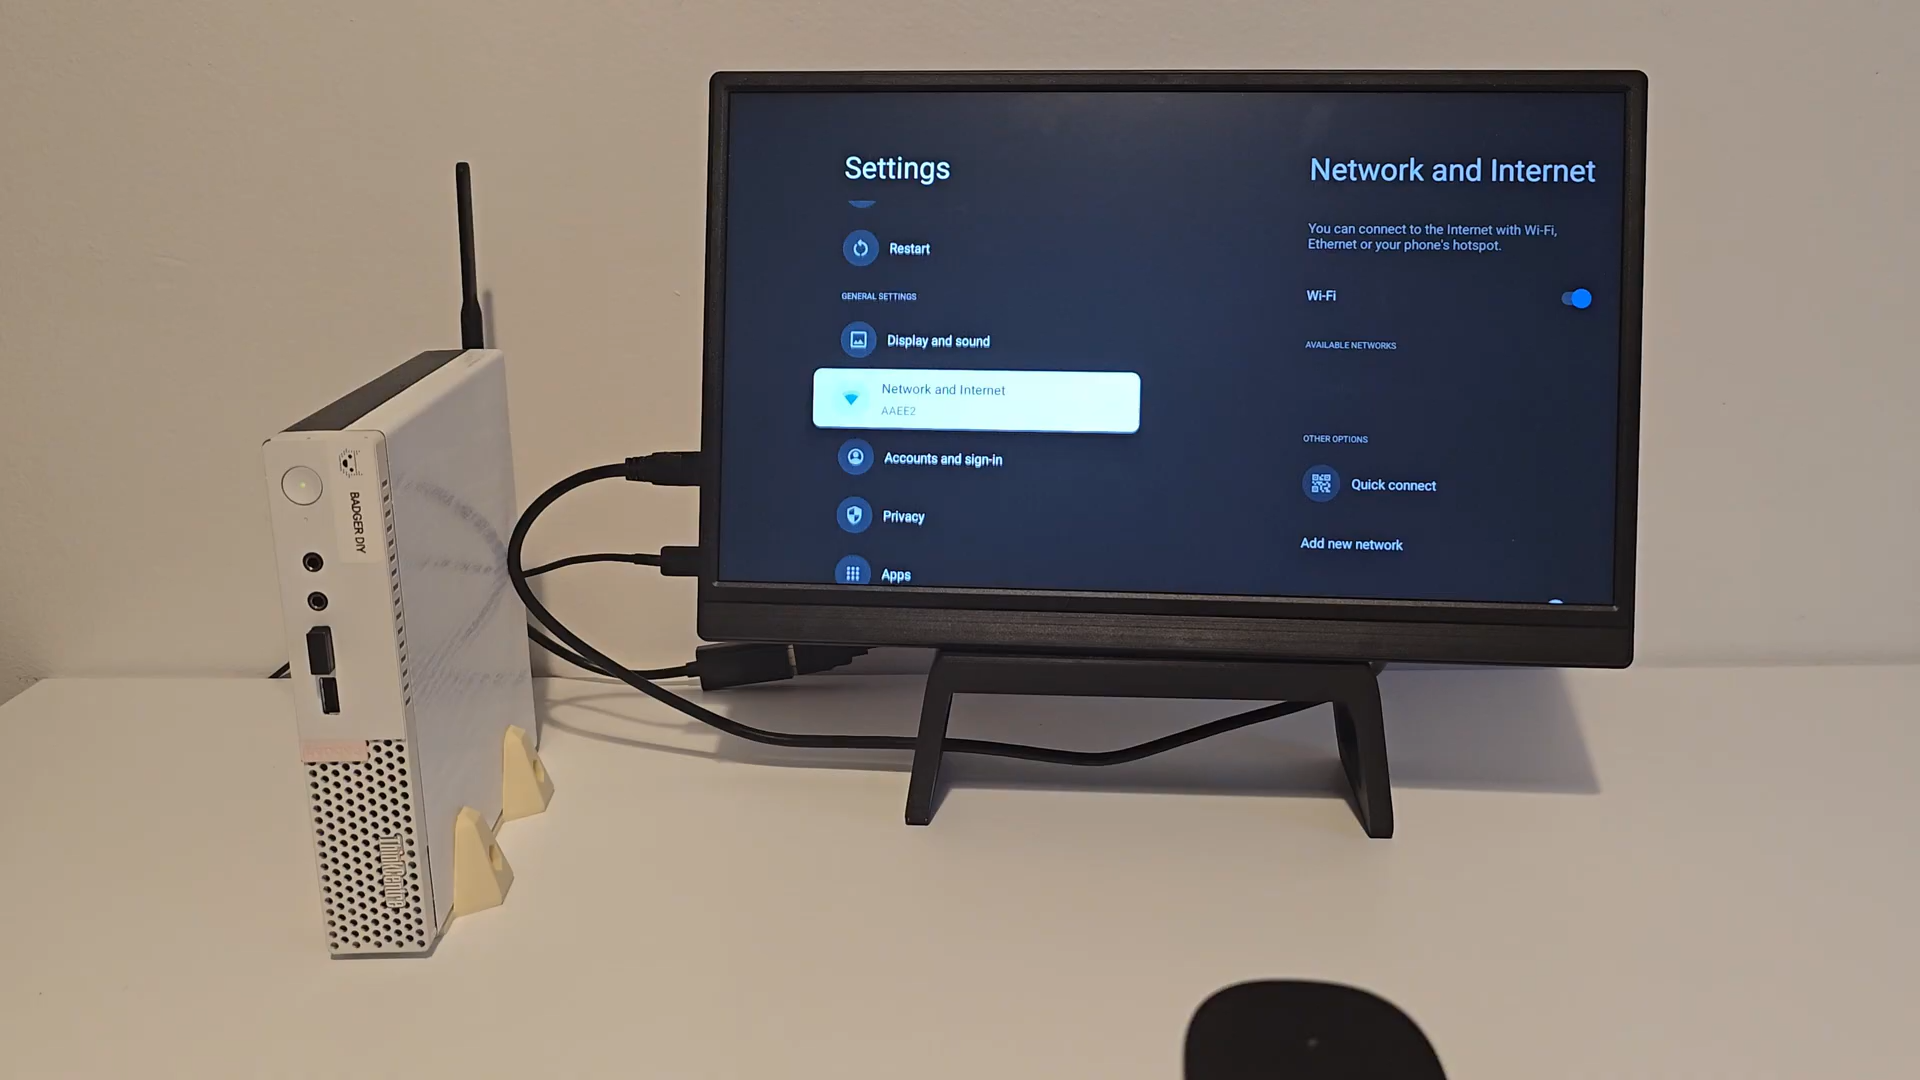 Settings
Restart
GENERAL SETTINGS
Display and sound
Network and Internet
AAEE2
Accounts and sign-in
Privacy
Apps
Network and Internet
You can connect to the Internet with Wi-Fi,
Ethernet or your phone's hotspot.
Wi-Fi
AVAILABLE NETWORKS
OTHER OPTIONS
Quick connect
Add new network
BADGER DIY
ThinkCentre